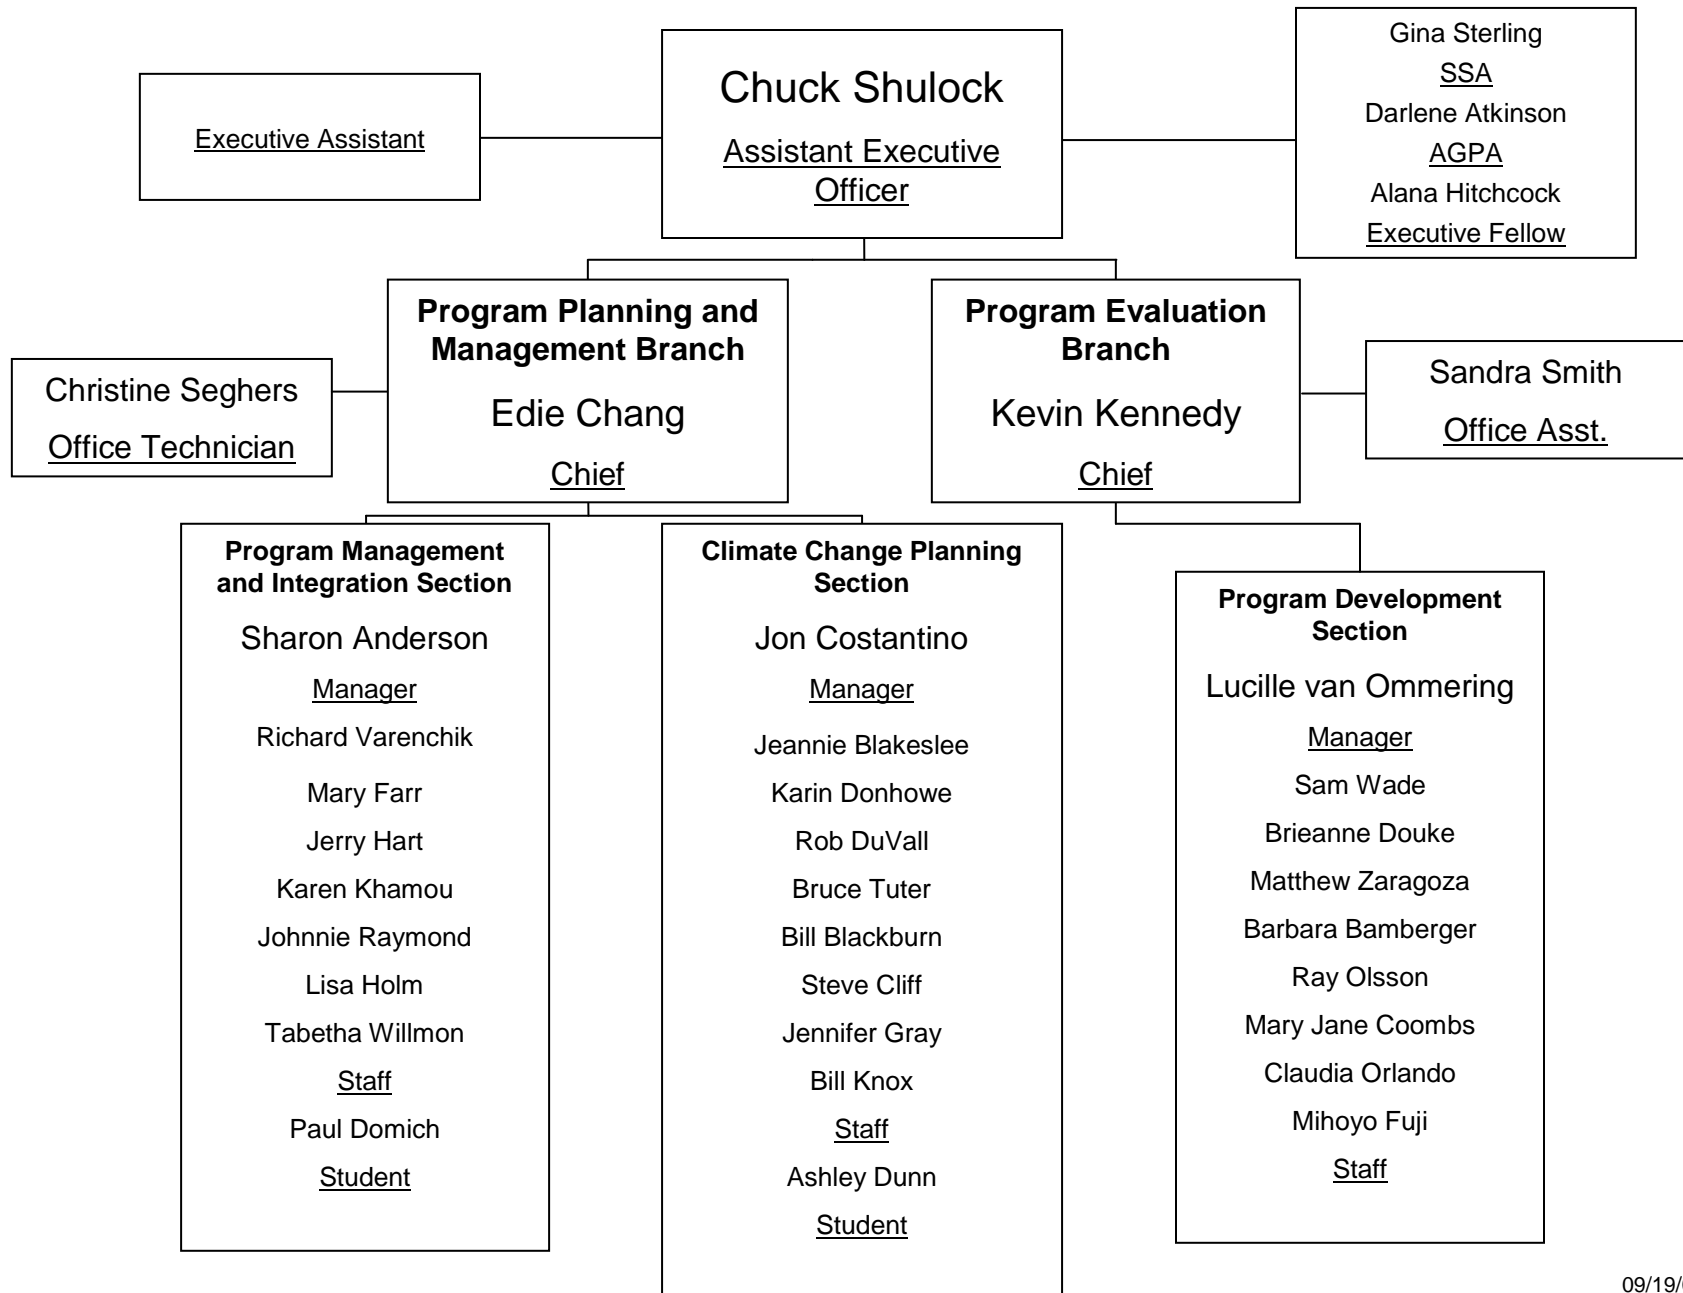 Executive Assistant
Chuck Shulock
Assistant Executive
Officer
Gina Sterling
SSA
Darlene Atkinson
AGPA
Alana Hitchcock
Executive Fellow
Christine Seghers
Office Technician
Program Planning and
Management Branch
Edie Chang
Chief
Program Evaluation
Branch
Kevin Kennedy
Chief
Sandra Smith
Office Asst.
Program Management
and Integration Section
Sharon Anderson
Manager
Richard Varenchik
Mary Farr
Jerry Hart
Karen Khamou
Johnnie Raymond
Lisa Holm
Tabetha Willmon
Staff
Paul Domich
Student
Climate Change Planning
Section
Jon Costantino
Manager
Jeannie Blakeslee
Karin Donhowe
Rob DuVall
Bruce Tuter
Bill Blackburn
Steve Cliff
Jennifer Gray
Bill Knox
Staff
Ashley Dunn
Student
Program Development
Section
Lucille van Ommering
Manager
Sam Wade
Brieanne Douke
Matthew Zaragoza
Barbara Bamberger
Ray Olsson
Mary Jane Coombs
Claudia Orlando
Mihoyo Fuji
Staff